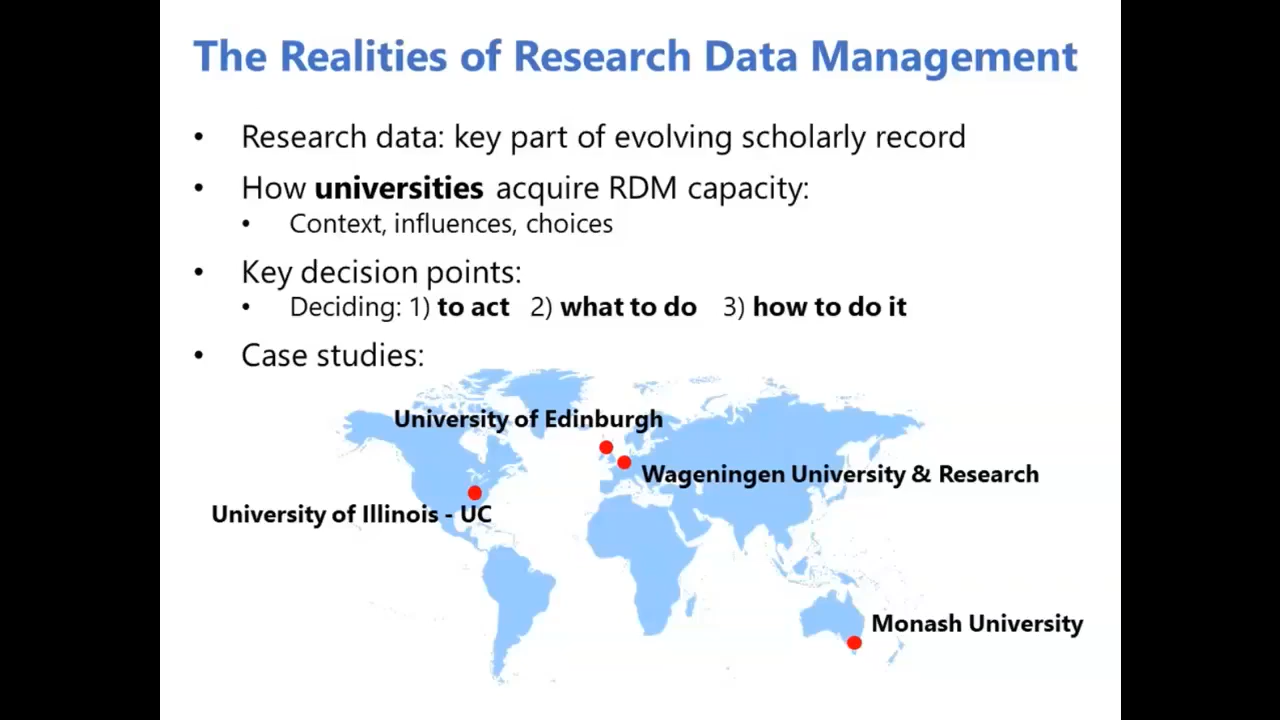 The Realities of Research Data Management
• Research data: key part of evolving scholarly record
• How universities acquire RDM capacity:
• Context, influences, choices
• Key decision points:
• Deciding: 1) to act 2) what to do 3) how to do it
• Case studies:
University of Edinburgh
Wageningen University & Research
University of Illinois - UC
Monash University